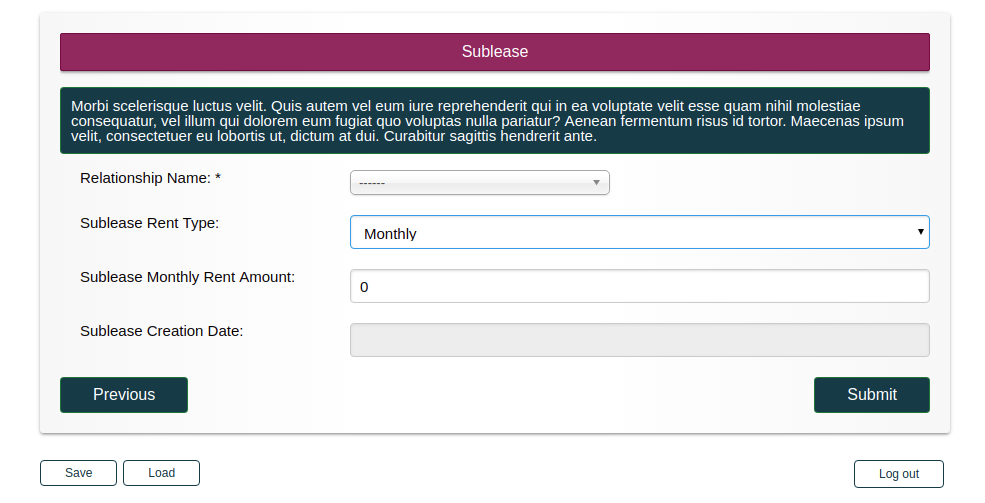 Sublease
Morbi scelerisque luctus velit. Quis autem vel eum iure reprehenderit qui in ea voluptate velit esse quam nihil molestiae
consequatur, vel illum qui dolorem eum fugiat quo voluptas nulla pariatur? Aenean fermentum risus id tortor. Maecenas ipsum
velit, consectetuer eu lobortis ut, dictum at dui. Curabitur sagittis hendrerit ante.
Relationship Name: * ------
Sublease Rent Type: Monthly
Sublease Monthly Rent Amount: 0
Sublease Creation Date:
Previous Submit
Save Load Log out